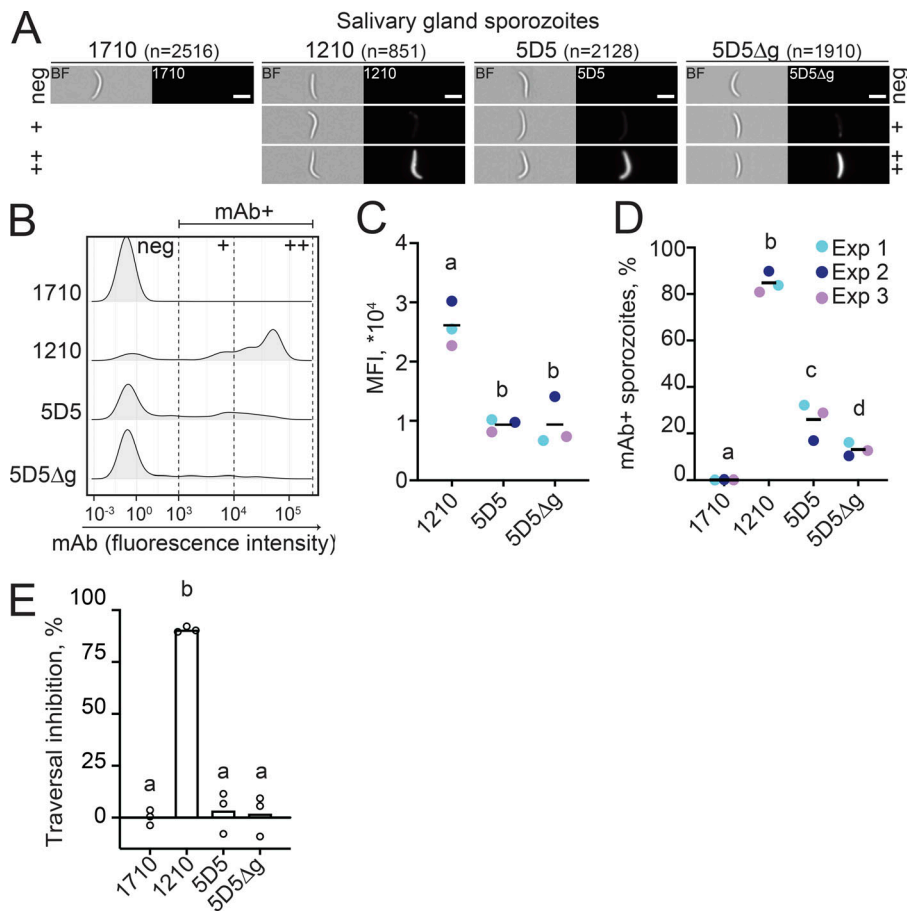 A
Salivary gland sporozoites
1710 (n=2516)
1210 (n=851)
5D5 (n=2128)
5D5Δg (n=1910)
neg
BF
1710
BF
1210
BF
5D5
BF
5D5Δg
neg
+
+
++
++
B
mAb+
neg
+
++
1710
1210
5D5
5D5Δg
10-3
100
103
104
105
mAb (fluorescence intensity)
C
MFI, *10⁴
4
3
2
1
0
a
b
b
1210
5D5
5D5Δg
D
mAb+ sporozoites, %
100
80
60
40
20
0
a
b
c
d
Exp 1
Exp 2
Exp 3
1710
1210
5D5
5D5Δg
E
Traversal inhibition, %
100
75
50
25
0
a
b
a
a
1710
1210
5D5
5D5Δg